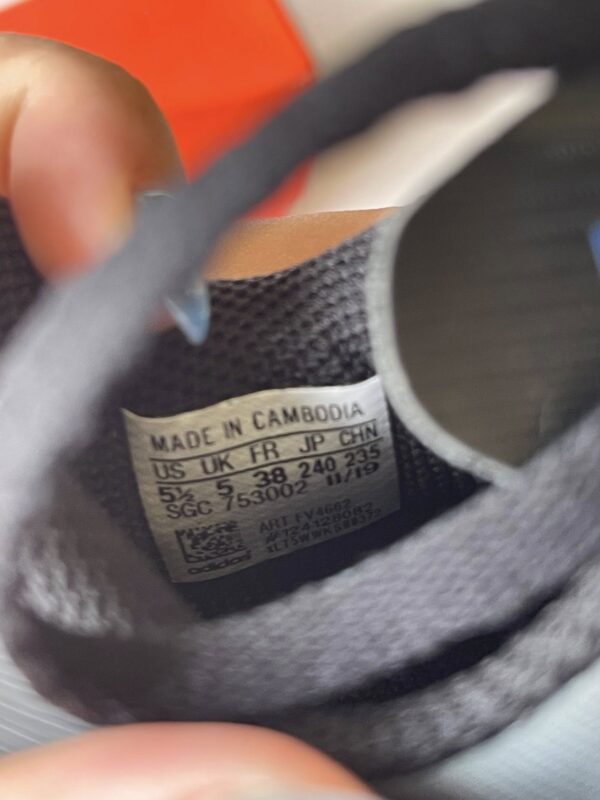 MADE IN CAMBODIA
US UK FR JP CHN
5½ 5 38 240 235
SGC 753002 11/19
ART FV4662
adidas